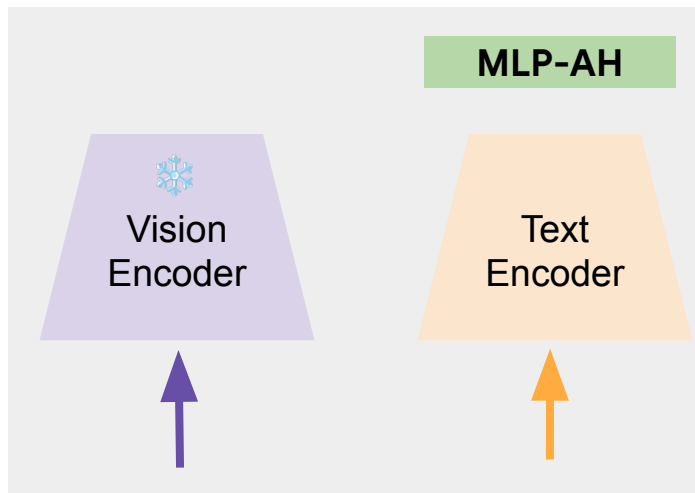 MLP-AH
Vision
Encoder
Text
Encoder